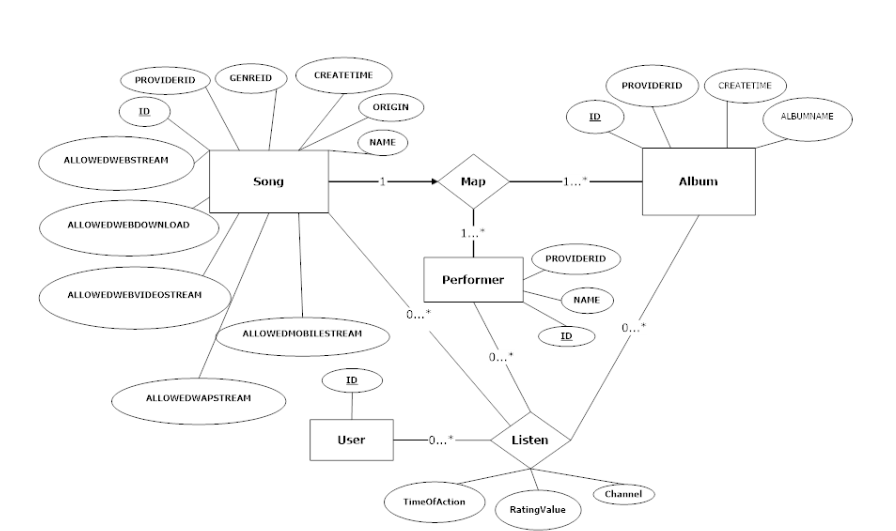 PROVIDERID
GENREID
CREATETIME
ID
ORIGIN
NAME
ALLOWEDWEBSTREAM
Song
1
Map
1...*
Album
PROVIDERID
CREATETIME
ID
ALBUMNAME
ALLOWEDWEBDOWNLOAD
1...*
Performer
PROVIDERID
NAME
ID
ALLOWEDWEBVIDEOSTREAM
ALLOWEDMOBILESTREAM
0...*
0...*
0...*
ALLOWEDWAPSTREAM
ID
User
0...*
Listen
TimeOfAction
RatingValue
Channel